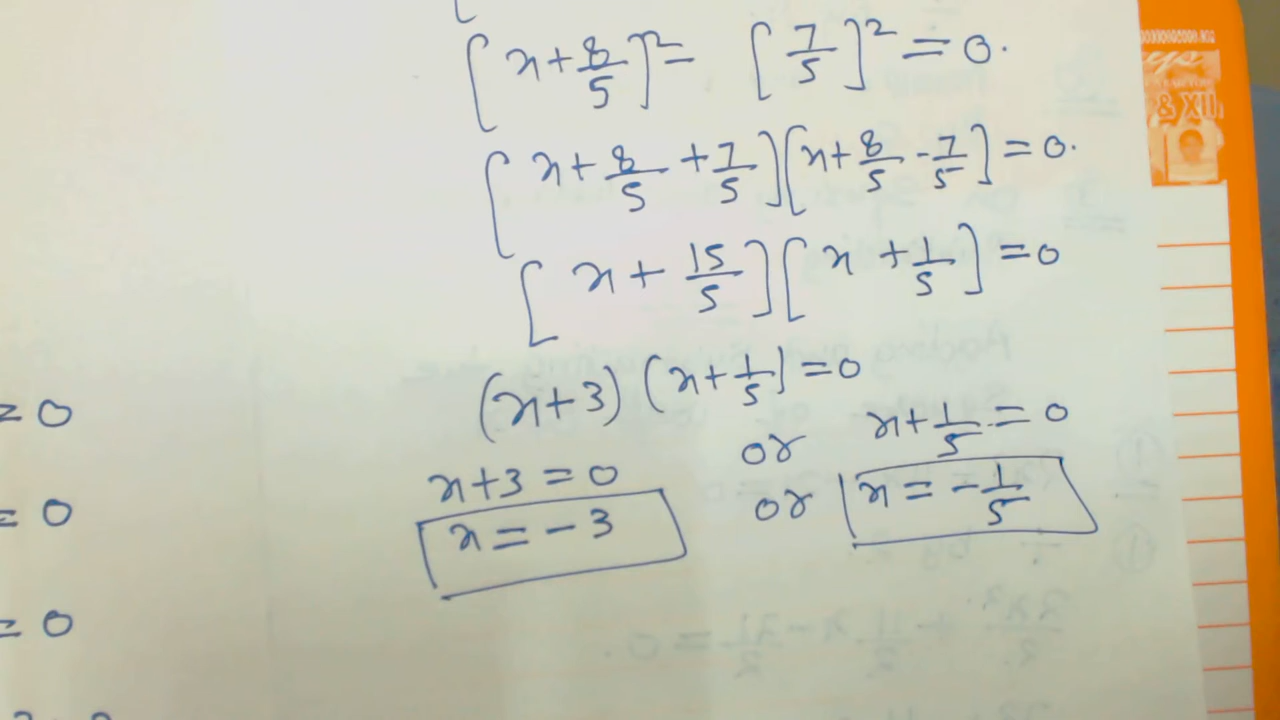 [x+8/5]²= [7/5]²=0.
[x+8/5+7/5][x+8/5-7/5]=0.
[x+15/5][x+1/5]=0
(x+3)(x+1/5)=0
x+3=0 or x+1/5=0
x=-3 or x=-1/5
=0
=0
=0
& XII